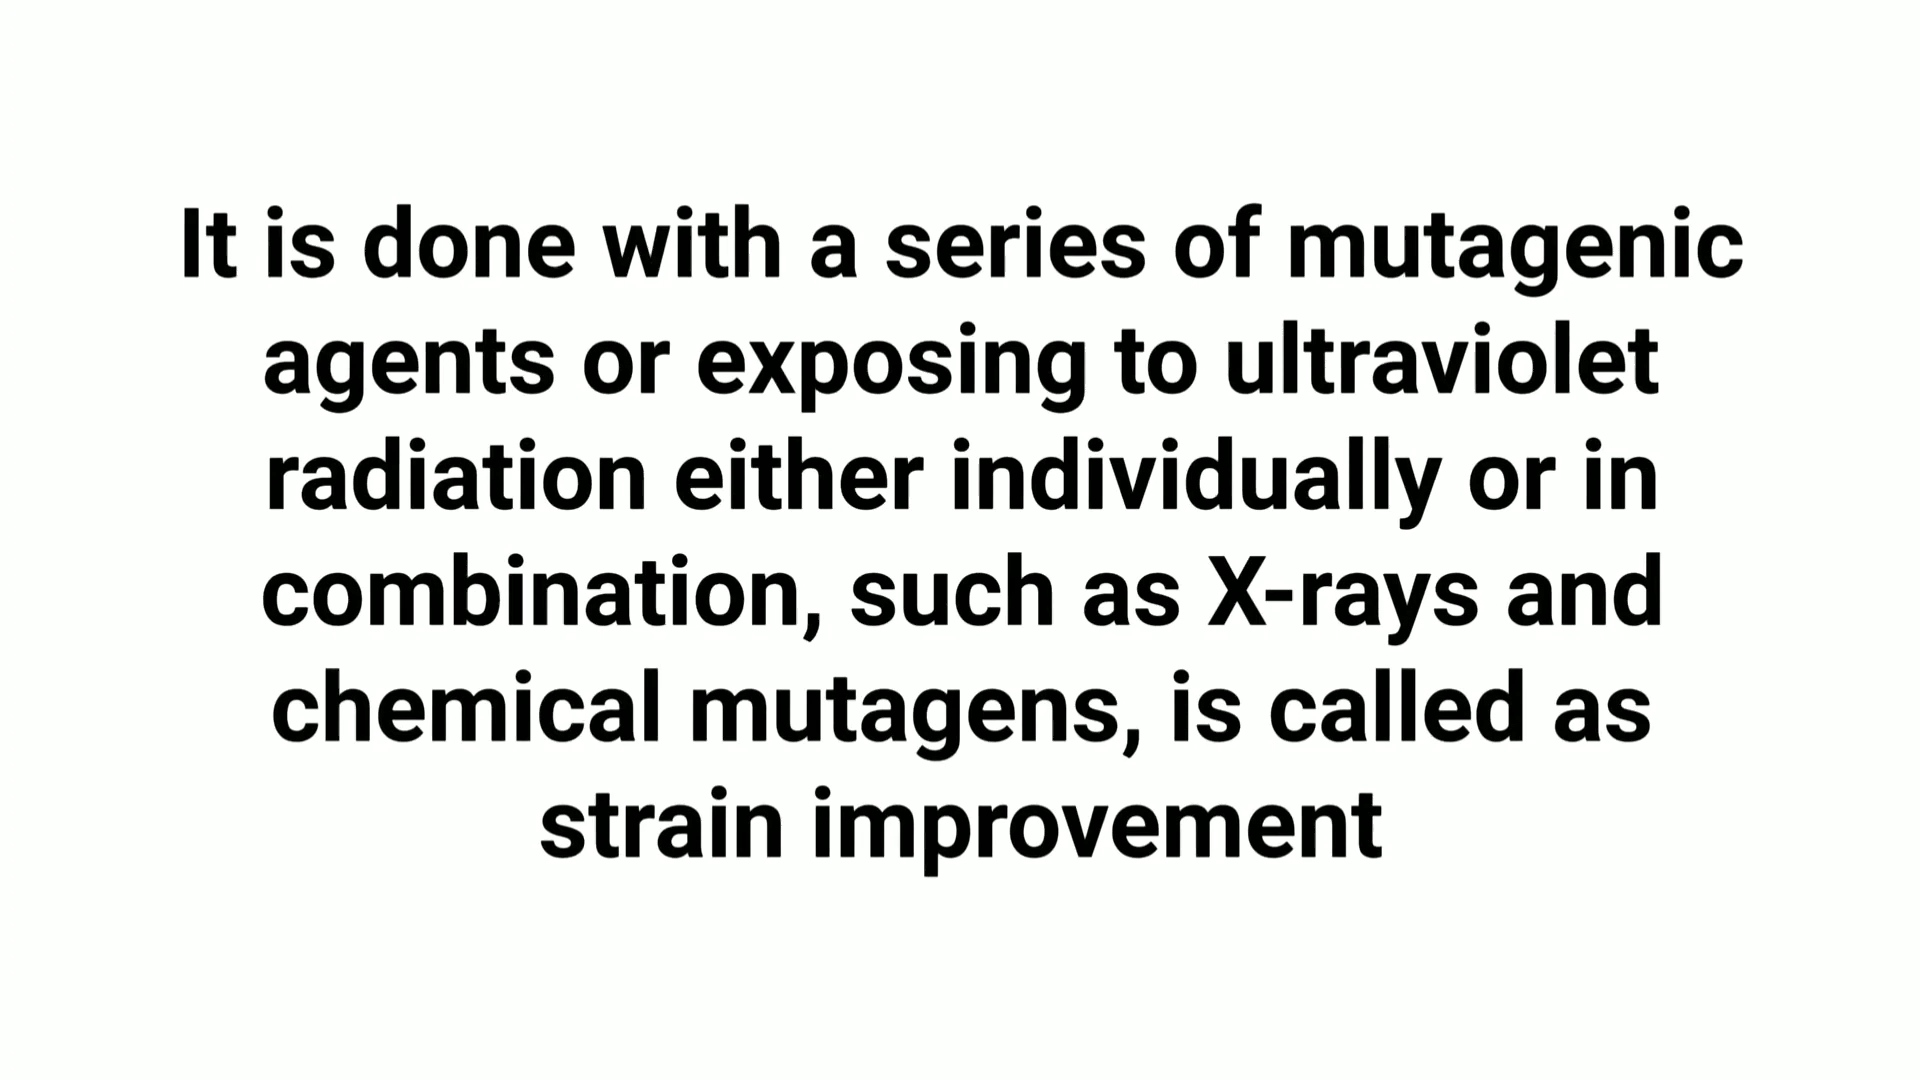 It is done with a series of mutagenic
agents or exposing to ultraviolet
radiation either individually or in
combination, such as X-rays and
chemical mutagens, is called as
strain improvement